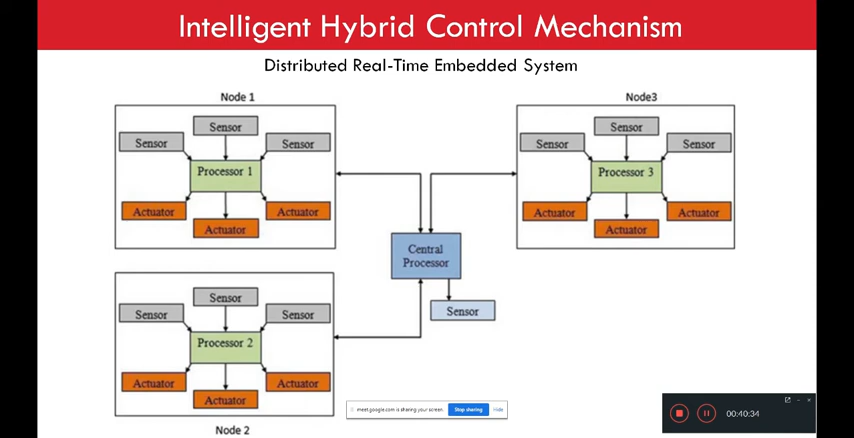 Intelligent Hybrid Control Mechanism
Distributed Real-Time Embedded System
Node 1
Sensor
Sensor
Sensor
Processor 1
Actuator
Actuator
Actuator
Node3
Sensor
Sensor
Sensor
Processor 3
Actuator
Actuator
Actuator
Central
Processor
Sensor
Sensor
Sensor
Sensor
Processor 2
Actuator
Actuator
Actuator
Node 2
meet.google.com is sharing your screen.
Stop sharing
Hide
00:40:34